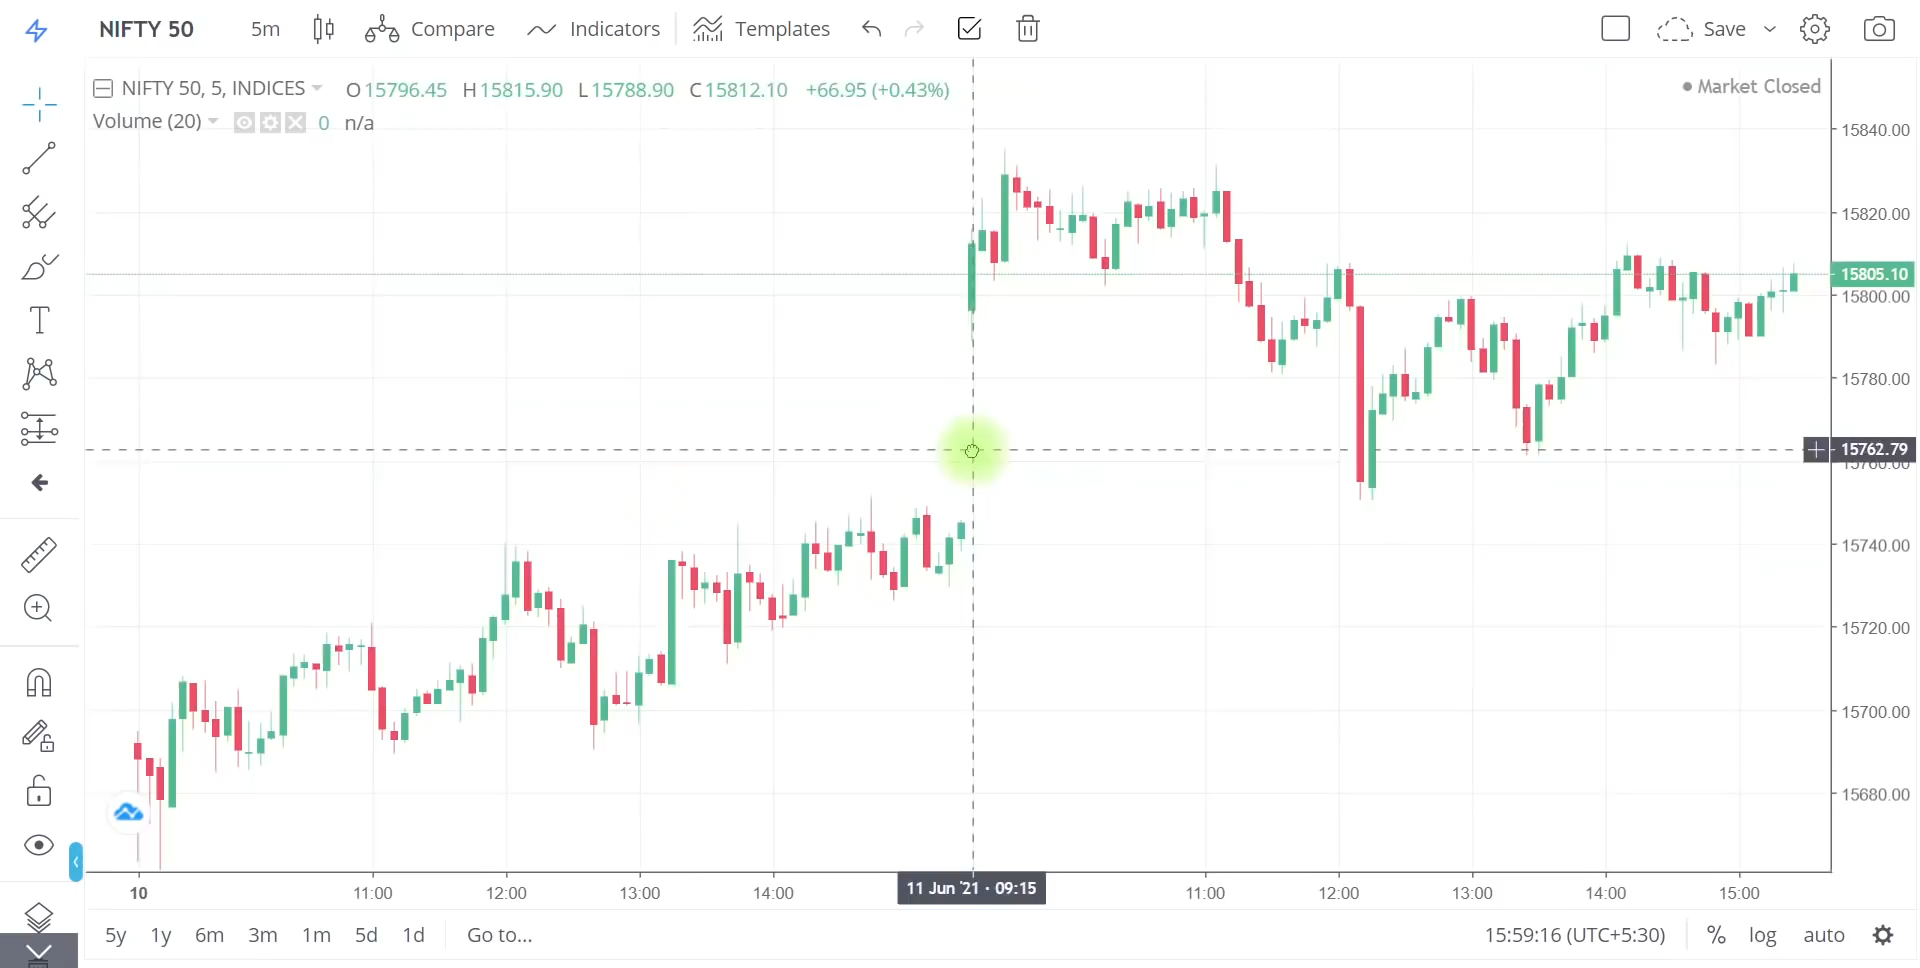 NIFTY 50 5m Compare Indicators Templates Save
NIFTY 50, 5, INDICES O15796.45 H15815.90 L15788.90 C15812.10 +66.95 (+0.43%)
Market Closed
Volume (20) 0 n/a
15840.00
15820.00
15805.10
15800.00
15780.00
15762.79
15760.00
15740.00
15720.00
15700.00
15680.00
10 11:00 12:00 13:00 14:00 11 Jun '21 · 09:15 11:00 12:00 13:00 14:00 15:00
5y 1y 6m 3m 1m 5d 1d Go to... 15:59:16 (UTC+5:30) % log auto